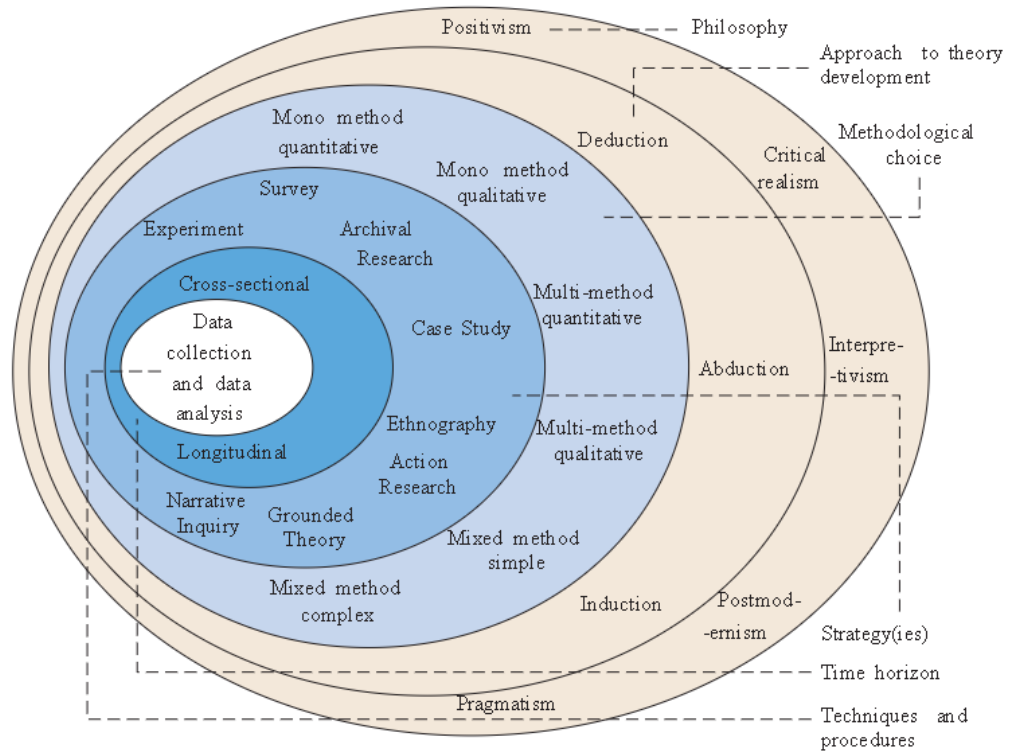 Positivism
Philosophy
Approach to theory
development
Mono method
quantitative
Deduction
Methodological
choice
Critical
realism
Mono method
qualitative
Survey
Experiment
Archival
Research
Cross-sectional
Multi-method
quantitative
Data
collection
and data
analysis
Case Study
Interpre-
-tivism
Abduction
Ethnography
Multi-method
qualitative
Longitudinal
Action
Research
Narrative
Inquiry
Grounded
Theory
Mixed method
simple
Mixed method
complex
Induction
Postmod-
-ernism
Strategy(ies)
Time horizon
Pragmatism
Techniques and
procedures